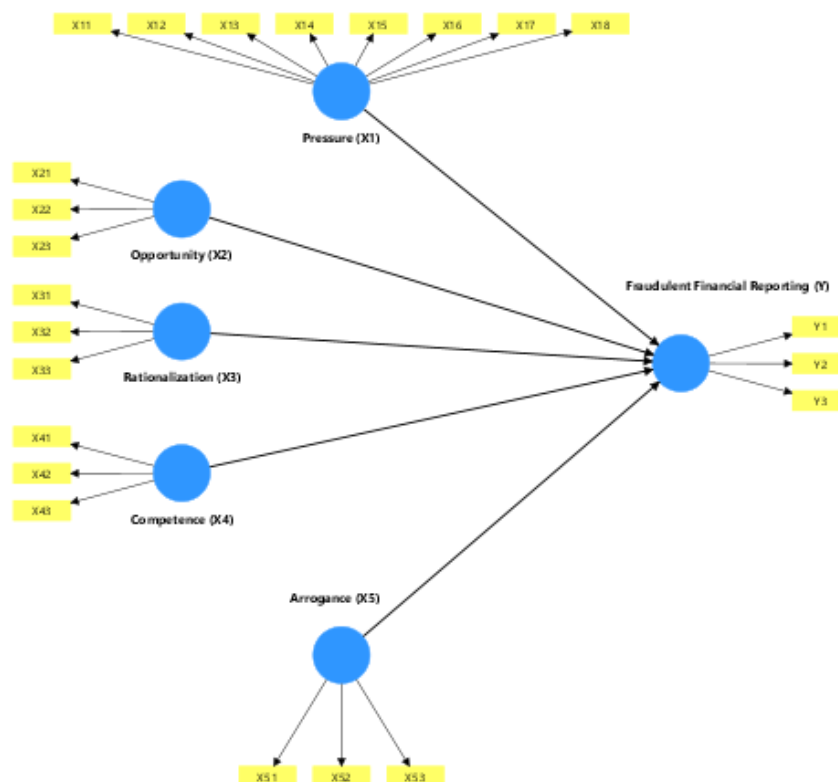 X11 X12 X13 X14 X15 X16 X17 X18
Pressure (X1)
X21
X22
X23
Opportunity (X2)
Fraudulent Financial Reporting (Y)
X31
X32
X33
Rationalization (X3)
Y1
Y2
Y3
X41
X42
X43
Competence (X4)
Arrogance (X5)
X51 X52 X53